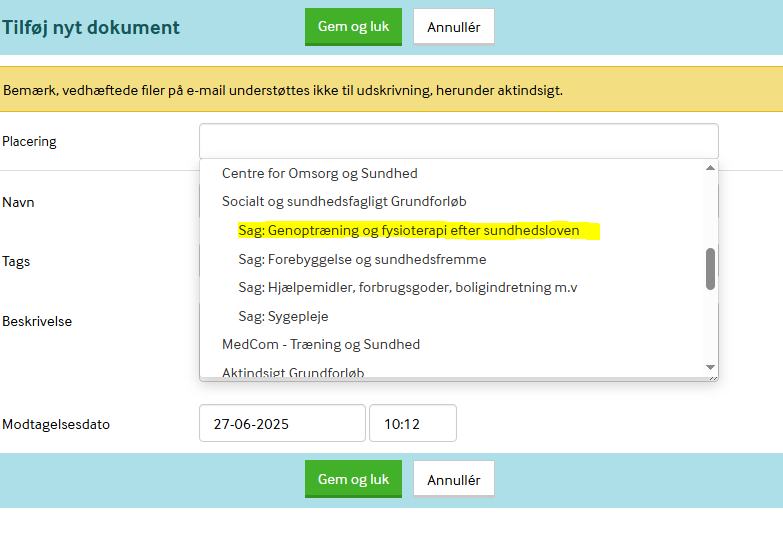 Tilføj nyt dokument
Gem og luk
Annullér
Bemærk, vedhæftede filer på e-mail understøttes ikke til udskrivning, herunder aktindsigt.
Placering
Centre for Omsorg og Sundhed
Socialt og sundhedsfagligt Grundforløb
Navn
Sag: Genoptræning og fysioterapi efter sundhedsloven
Sag: Forebyggelse og sundhedsfremme
Tags
Sag: Hjælpemidler, forbrugsgoder, boligindretning m.v
Sag: Sygepleje
Beskrivelse
MedCom - Træning og Sundhed
Aktindsigt Grundforløb
Modtagelsesdato
27-06-2025
10:12
Gem og luk
Annullér